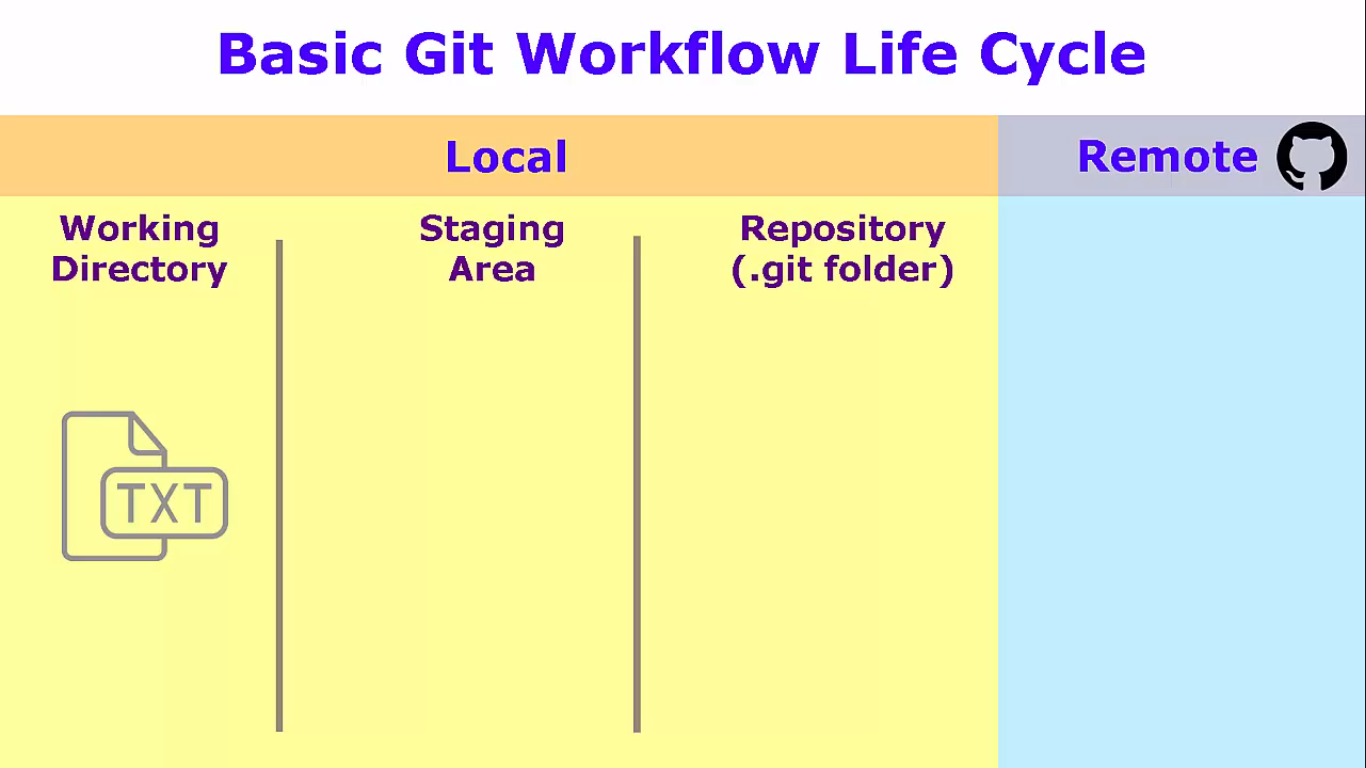 Basic Git Workflow Life Cycle
Local
Remote
Working
Directory
Staging
Area
Repository
(.git folder)
TXT